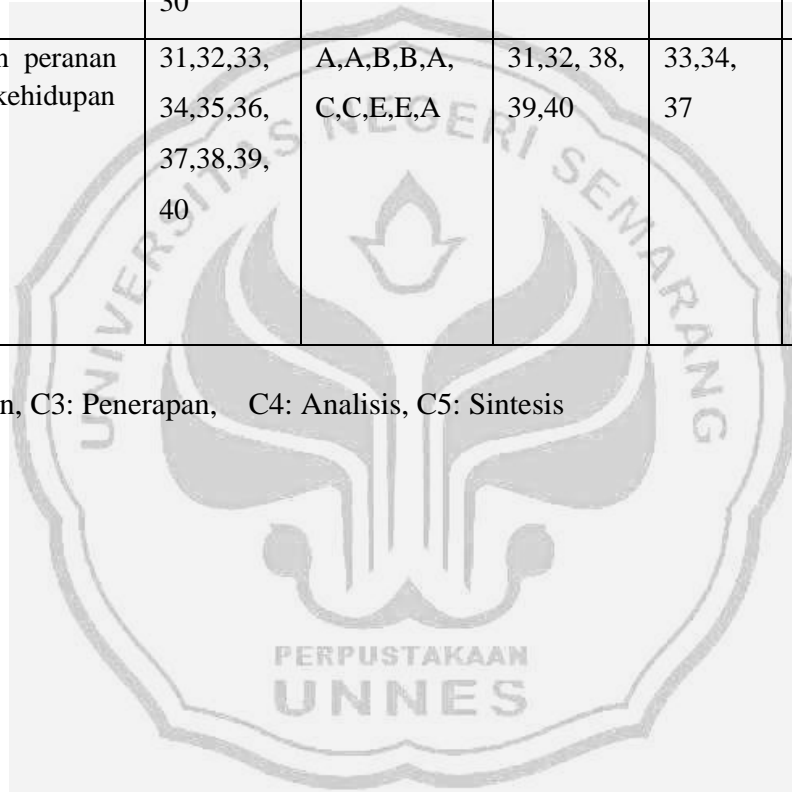 30
n peranan
kehidupan
31,32,33,
34,35,36,
37,38,39,
40
A,A,B,B,A,
C,C,E,E,A
31,32, 38,
39,40
33,34,
37
n, C3: Penerapan, C4: Analisis, C5: Sintesis
UNIVERSITAS NEGERI SEMARANG
PERPUSTAKAAN
UNNES